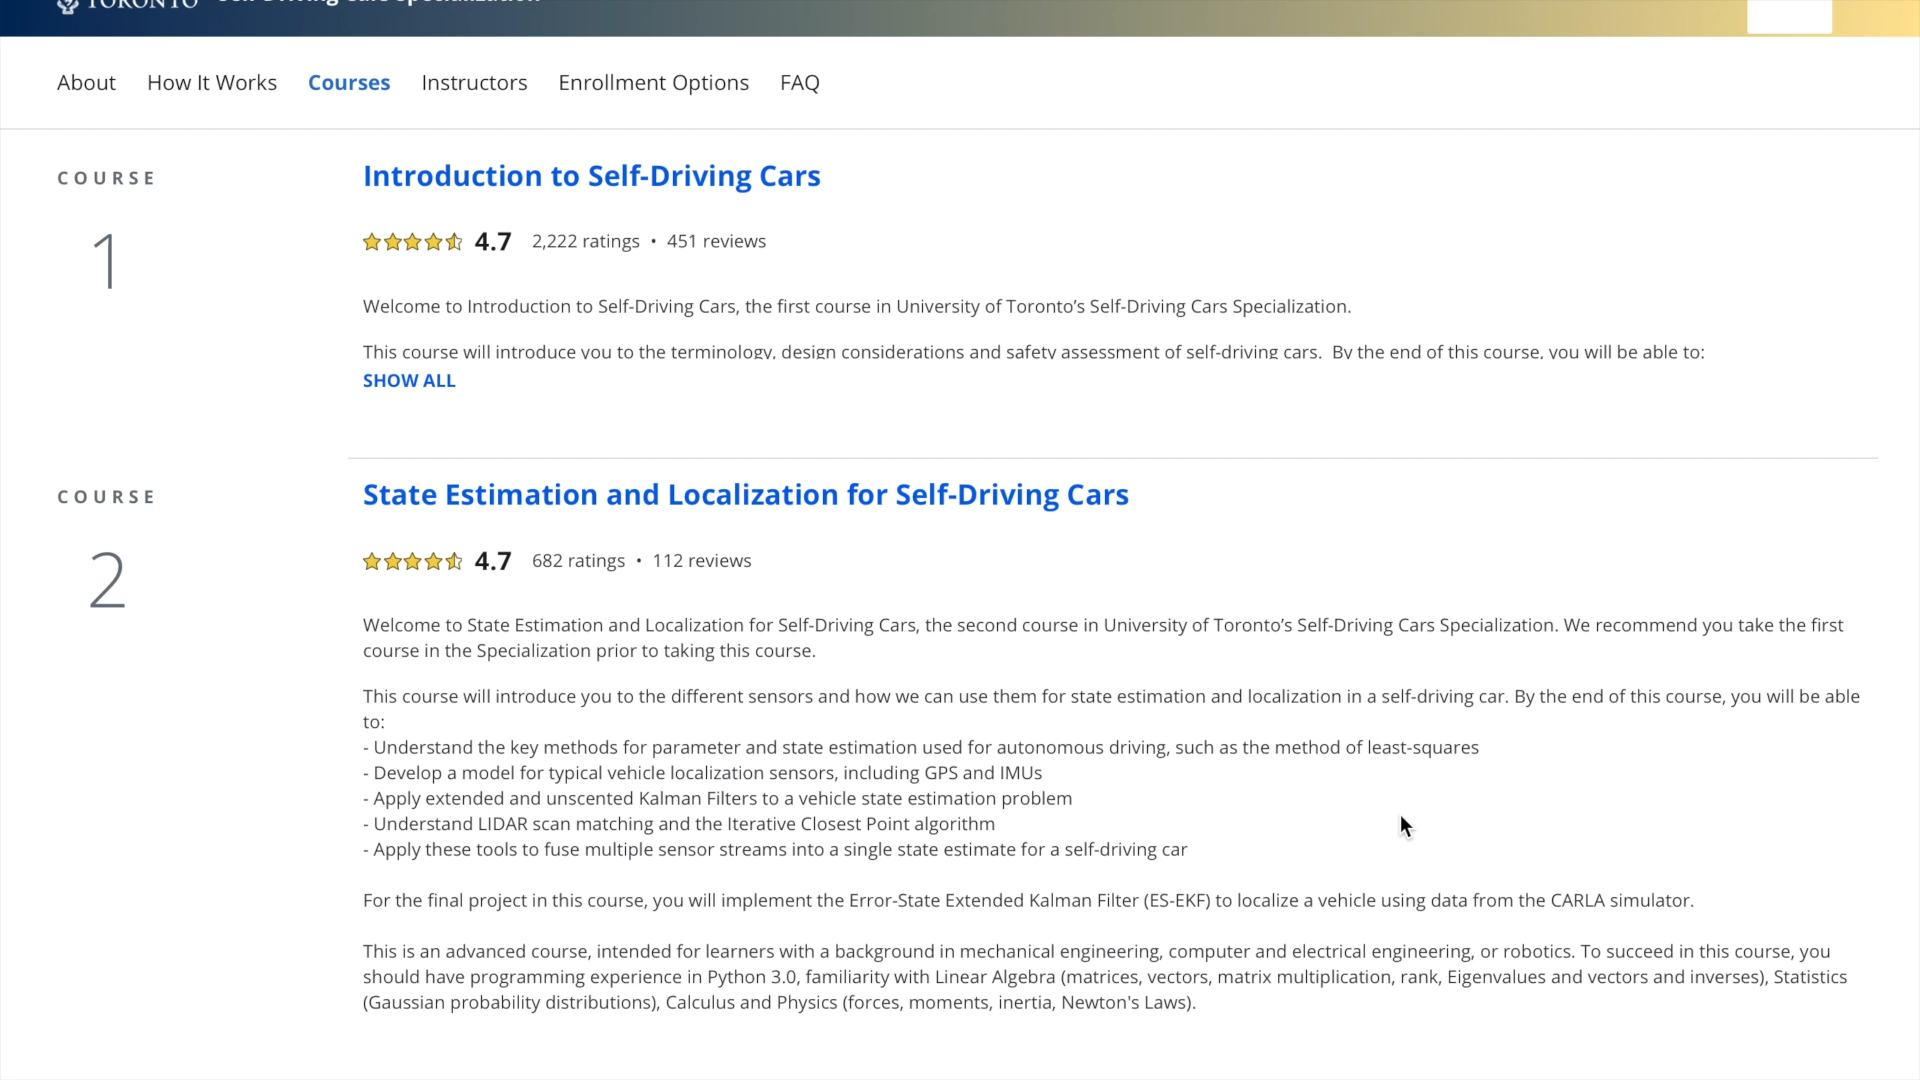 TORONTO Self-Driving Cars Specialization
About How It Works Courses Instructors Enrollment Options FAQ
COURSE
1
Introduction to Self-Driving Cars
4.7 2,222 ratings • 451 reviews
Welcome to Introduction to Self-Driving Cars, the first course in University of Toronto’s Self-Driving Cars Specialization.
This course will introduce you to the terminology, design considerations and safety assessment of self-driving cars. By the end of this course, you will be able to:
SHOW ALL
COURSE
2
State Estimation and Localization for Self-Driving Cars
4.7 682 ratings • 112 reviews
Welcome to State Estimation and Localization for Self-Driving Cars, the second course in University of Toronto’s Self-Driving Cars Specialization. We recommend you take the first
course in the Specialization prior to taking this course.
This course will introduce you to the different sensors and how we can use them for state estimation and localization in a self-driving car. By the end of this course, you will be able
to:
- Understand the key methods for parameter and state estimation used for autonomous driving, such as the method of least-squares
- Develop a model for typical vehicle localization sensors, including GPS and IMUs
- Apply extended and unscented Kalman Filters to a vehicle state estimation problem
- Understand LIDAR scan matching and the Iterative Closest Point algorithm
- Apply these tools to fuse multiple sensor streams into a single state estimate for a self-driving car
For the final project in this course, you will implement the Error-State Extended Kalman Filter (ES-EKF) to localize a vehicle using data from the CARLA simulator.
This is an advanced course, intended for learners with a background in mechanical engineering, computer and electrical engineering, or robotics. To succeed in this course, you
should have programming experience in Python 3.0, familiarity with Linear Algebra (matrices, vectors, matrix multiplication, rank, Eigenvalues and vectors and inverses), Statistics
(Gaussian probability distributions), Calculus and Physics (forces, moments, inertia, Newton's Laws).